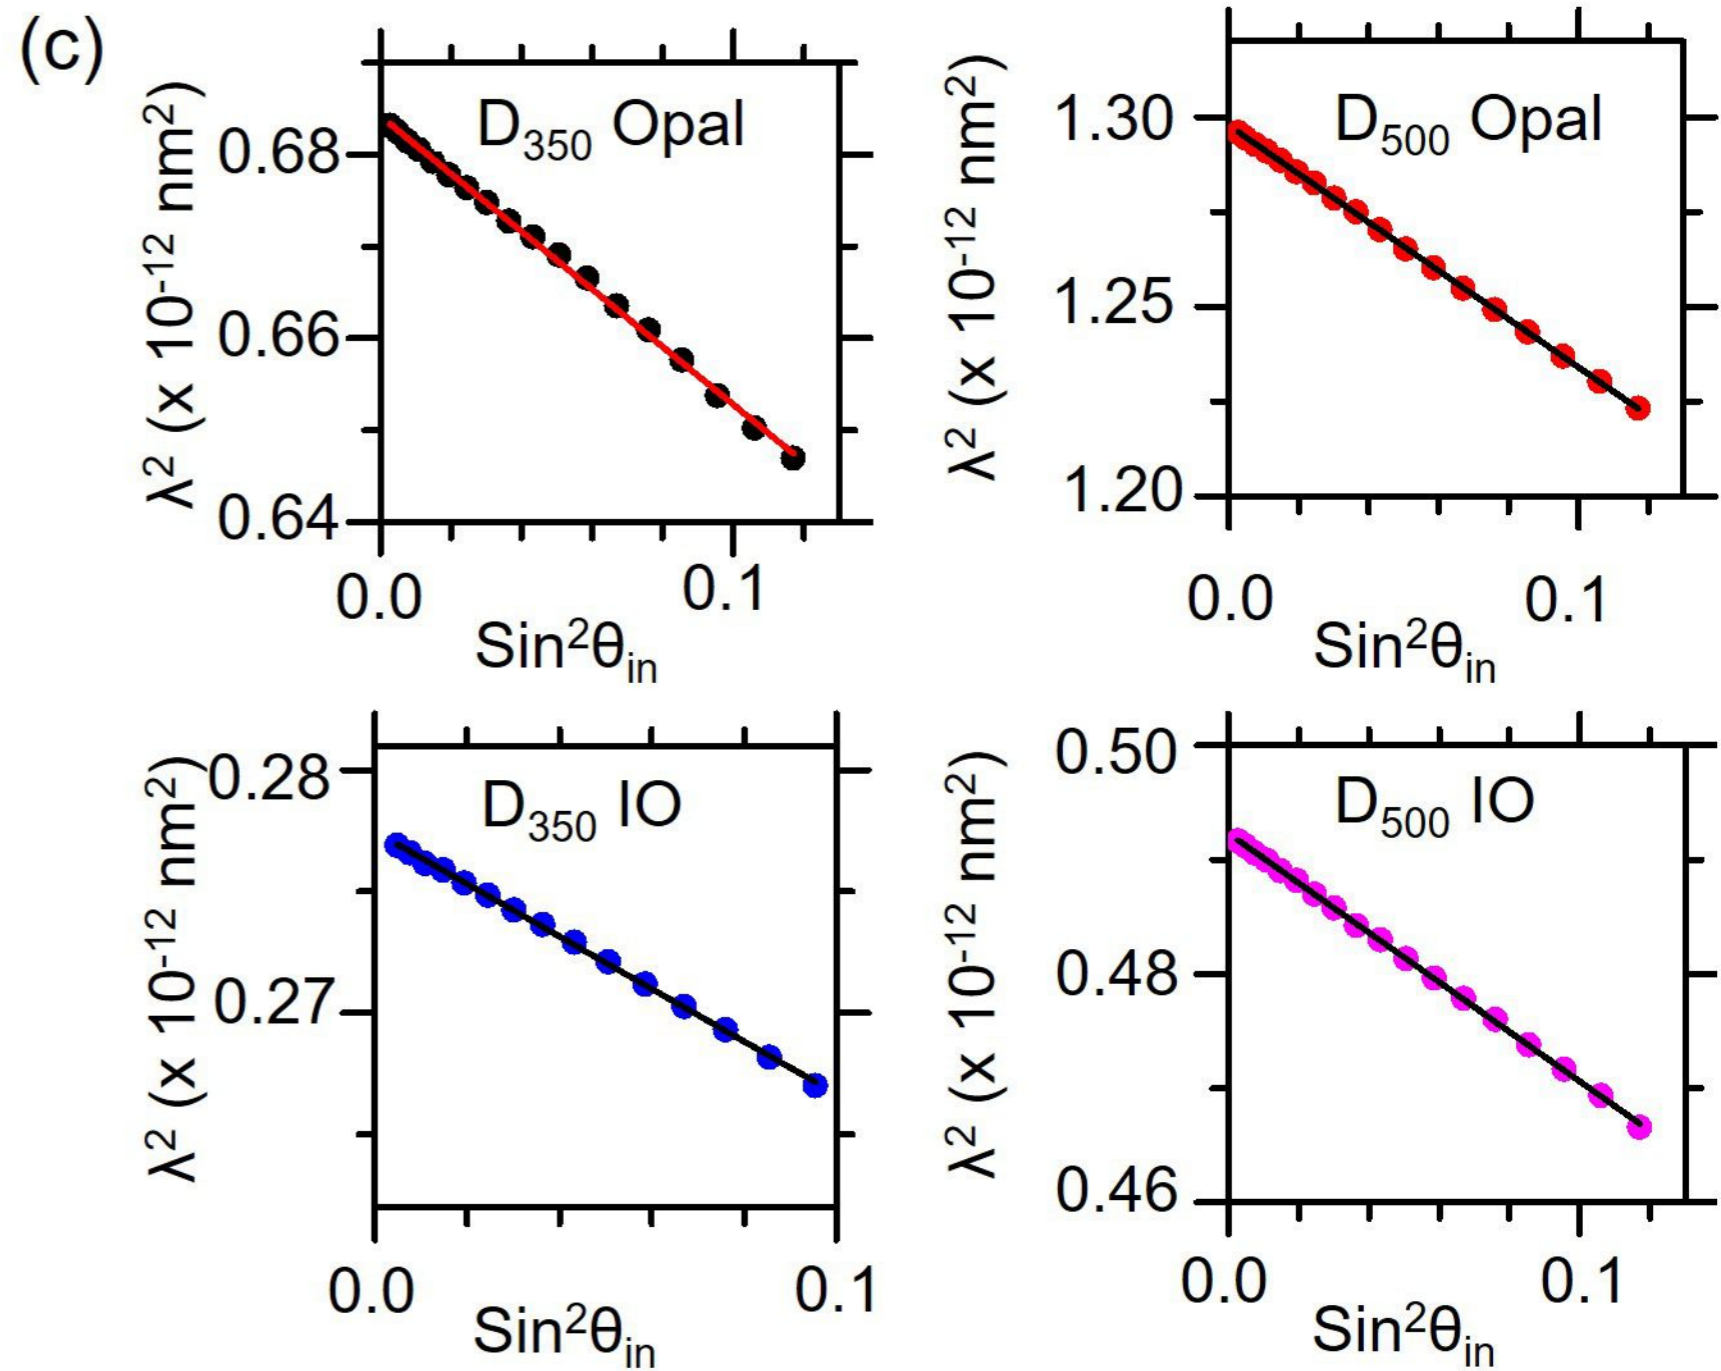 (c)
λ² (x 10⁻¹² nm²)
D₃₅₀ Opal
0.68
0.66
0.64
0.0
0.1
Sin²θᵢₙ
λ² (x 10⁻¹² nm²)
D₅₀₀ Opal
1.30
1.25
1.20
0.0
0.1
Sin²θᵢₙ
λ² (x 10⁻¹² nm²)
D₃₅₀ IO
0.28
0.27
0.0
0.1
Sin²θᵢₙ
λ² (x 10⁻¹² nm²)
D₅₀₀ IO
0.50
0.48
0.46
0.0
0.1
Sin²θᵢₙ